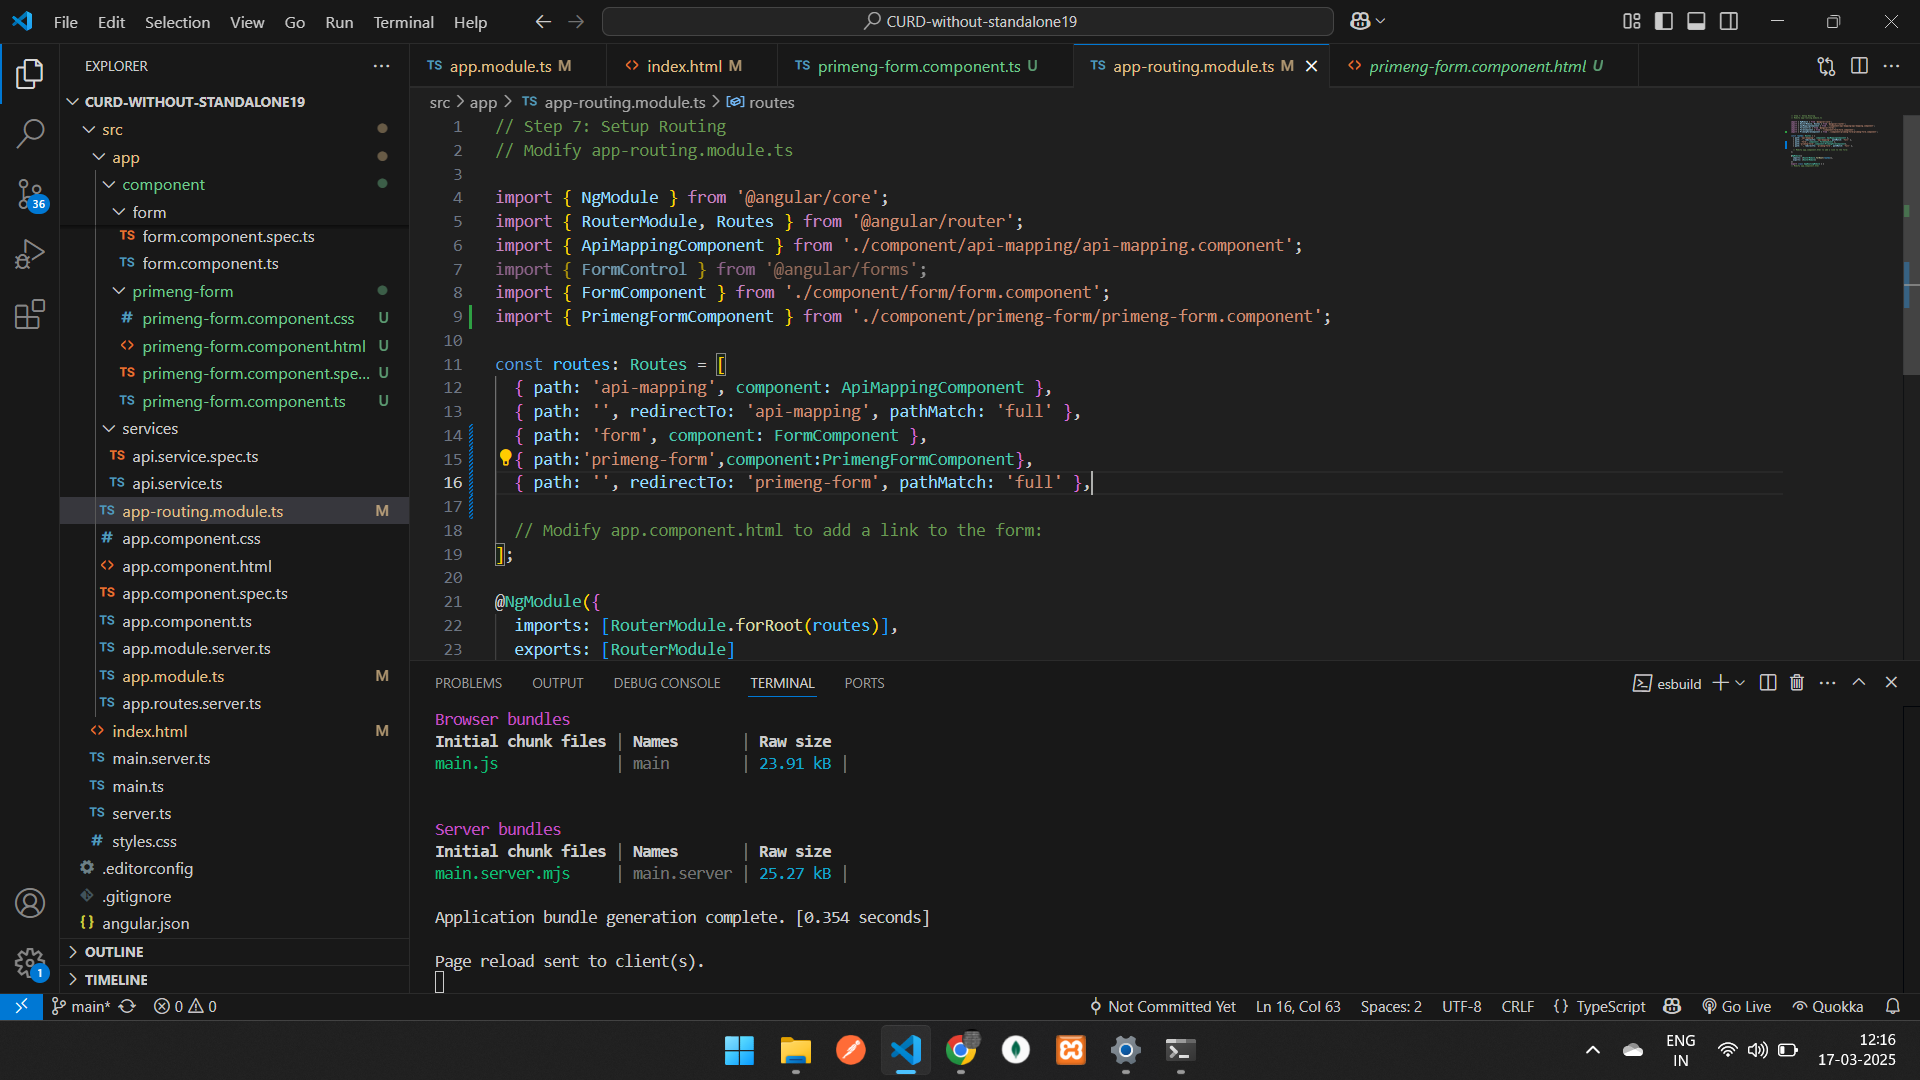 File Edit Selection View Go Run Terminal Help
CURD-without-standalone19
EXPLORER
CURD-WITHOUT-STANDALONE19
src
app
component
form
TS form.component.spec.ts
TS form.component.ts
primeng-form
# primeng-form.component.css U
<> primeng-form.component.html U
TS primeng-form.component.spe... U
TS primeng-form.component.ts U
services
TS api.service.spec.ts
TS api.service.ts
TS app-routing.module.ts M
# app.component.css
<> app.component.html
TS app.component.spec.ts
TS app.component.ts
TS app.module.server.ts
TS app.module.ts M
TS app.routes.server.ts
<> index.html M
TS main.server.ts
TS main.ts
TS server.ts
# styles.css
.editorconfig
.gitignore
{} angular.json
OUTLINE
TIMELINE
36
1
TS app.module.ts M
<> index.html M
TS primeng-form.component.ts U
TS app-routing.module.ts M
<> primeng-form.component.html U
src > app > TS app-routing.module.ts > routes
1 // Step 7: Setup Routing
2 // Modify app-routing.module.ts
3
4 import { NgModule } from '@angular/core';
5 import { RouterModule, Routes } from '@angular/router';
6 import { ApiMappingComponent } from './component/api-mapping/api-mapping.component';
7 import { FormControl } from '@angular/forms';
8 import { FormComponent } from './component/form/form.component';
9 import { PrimengFormComponent } from './component/primeng-form/primeng-form.component';
10
11 const routes: Routes = [
12 { path: 'api-mapping', component: ApiMappingComponent },
13 { path: '', redirectTo: 'api-mapping', pathMatch: 'full' },
14 { path: 'form', component: FormComponent },
15 { path:'primeng-form',component:PrimengFormComponent},
16 { path: '', redirectTo: 'primeng-form', pathMatch: 'full' },
17
18 // Modify app.component.html to add a link to the form:
19 ];
20
21 @NgModule({
22 imports: [RouterModule.forRoot(routes)],
23 exports: [RouterModule]
PROBLEMS OUTPUT DEBUG CONSOLE TERMINAL PORTS
esbuild
Browser bundles
Initial chunk files | Names | Raw size
main.js | main | 23.91 kB |
Server bundles
Initial chunk files | Names | Raw size
main.server.mjs | main.server | 25.27 kB |
Application bundle generation complete. [0.354 seconds]
Page reload sent to client(s).
main* 0 0
Not Committed Yet Ln 16, Col 63 Spaces: 2 UTF-8 CRLF {} TypeScript Go Live Quokka
ENG
IN
12:16
17-03-2025